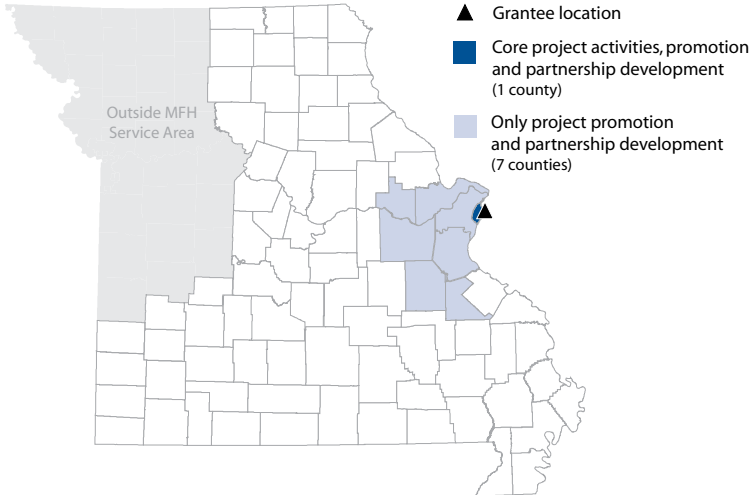 Grantee location
Core project activities, promotion
and partnership development
(1 county)
Outside MFH
Service Area
Only project promotion
and partnership development
(7 counties)